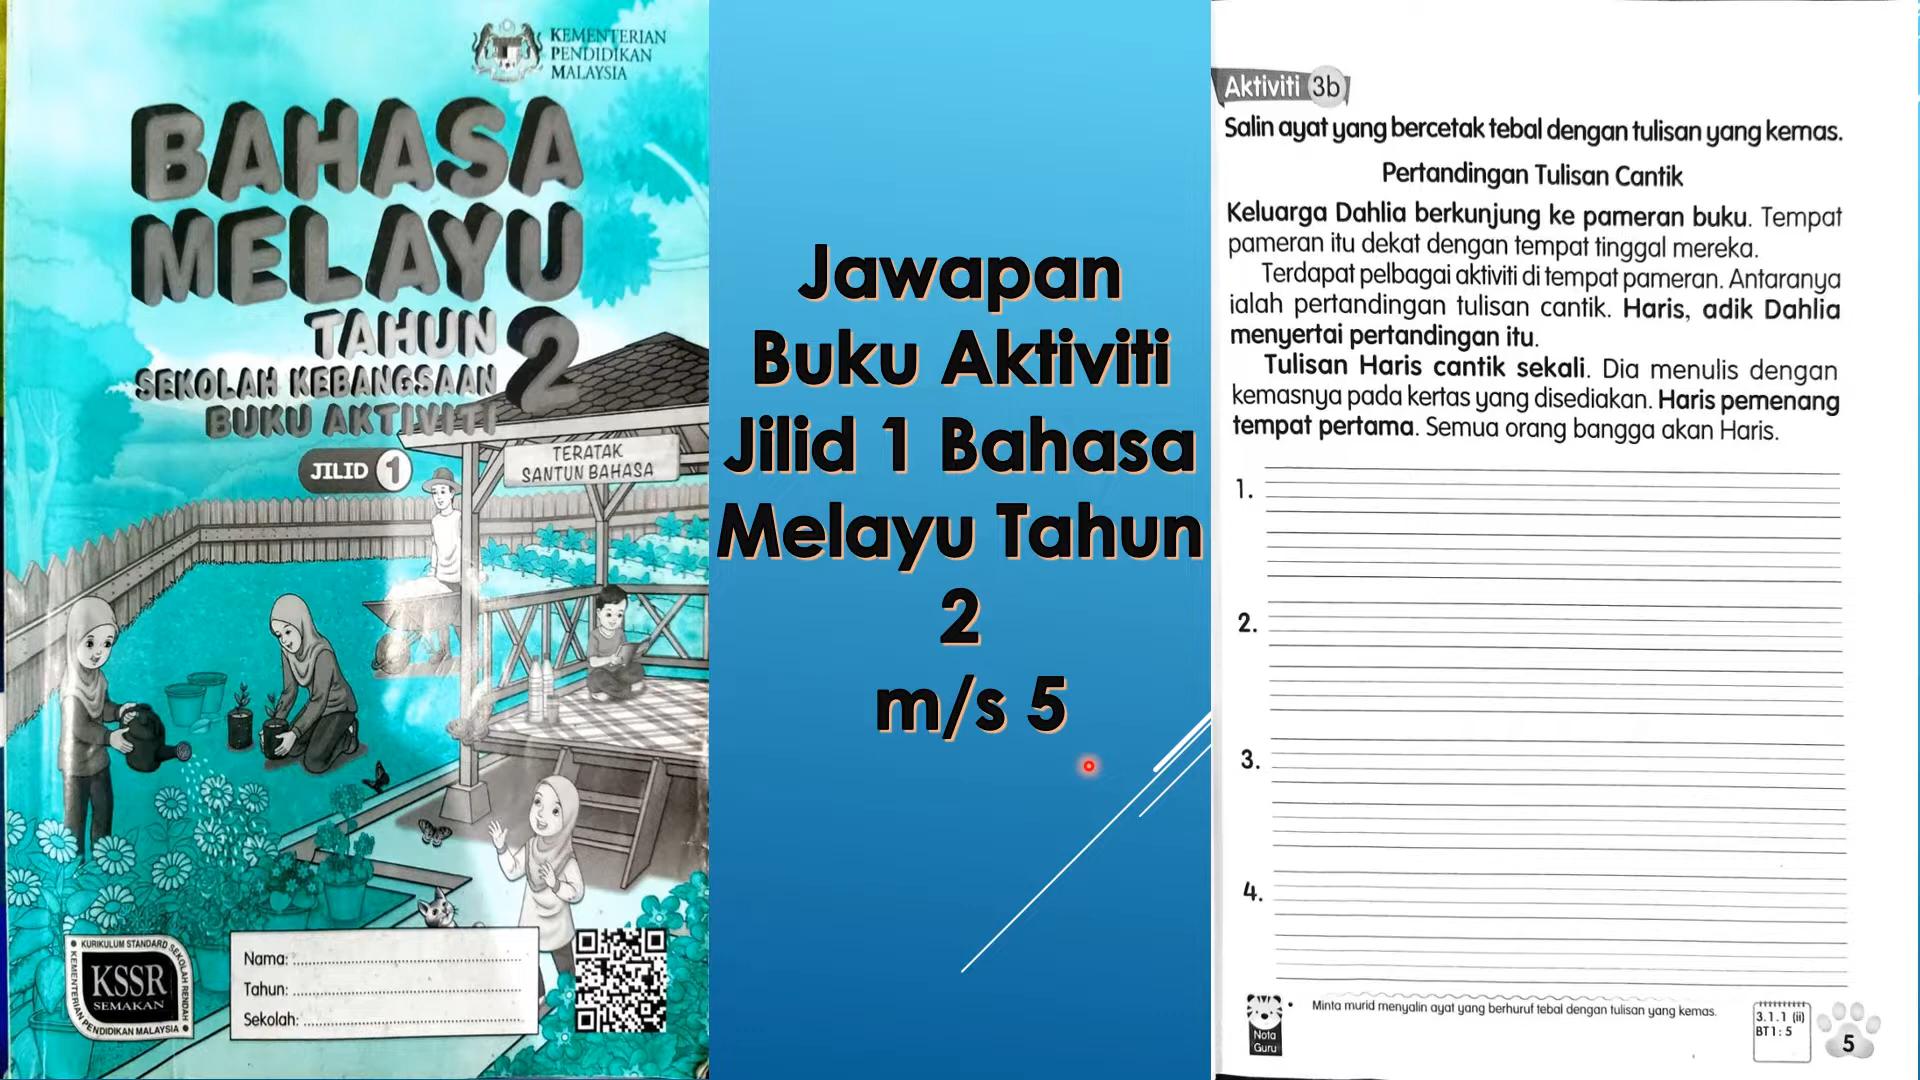 KEMENTERIAN
PENDIDIKAN
MALAYSIA
BAHASA
MELAYU
TAHUN 2
SEKOLAH KEBANGSAAN
BUKU AKTIVITI
JILID 1
TERATAK
SANTUN BAHASA
KURIKULUM STANDARD SEKOLAH RENDAH
KSSR
SEMAKAN
KEMENTERIAN PENDIDIKAN MALAYSIA
Nama:
Tahun:
Sekolah:
Jawapan
Buku Aktiviti
Jilid 1 Bahasa
Melayu Tahun
2
m/s 5
Aktiviti 3b
Salin ayat yang bercetak tebal dengan tulisan yang kemas.
Pertandingan Tulisan Cantik
Keluarga Dahlia berkunjung ke pameran buku. Tempat
pameran itu dekat dengan tempat tinggal mereka.
Terdapat pelbagai aktiviti di tempat pameran. Antaranya
ialah pertandingan tulisan cantik. Haris, adik Dahlia
menyertai pertandingan itu.
Tulisan Haris cantik sekali. Dia menulis dengan
kemasnya pada kertas yang disediakan. Haris pemenang
tempat pertama. Semua orang bangga akan Haris.
1.
2.
3.
4.
Nota
Guru
• Minta murid menyalin ayat yang berhuruf tebal dengan tulisan yang kemas.
3.1.1 (ii)
BT1 : 5
5